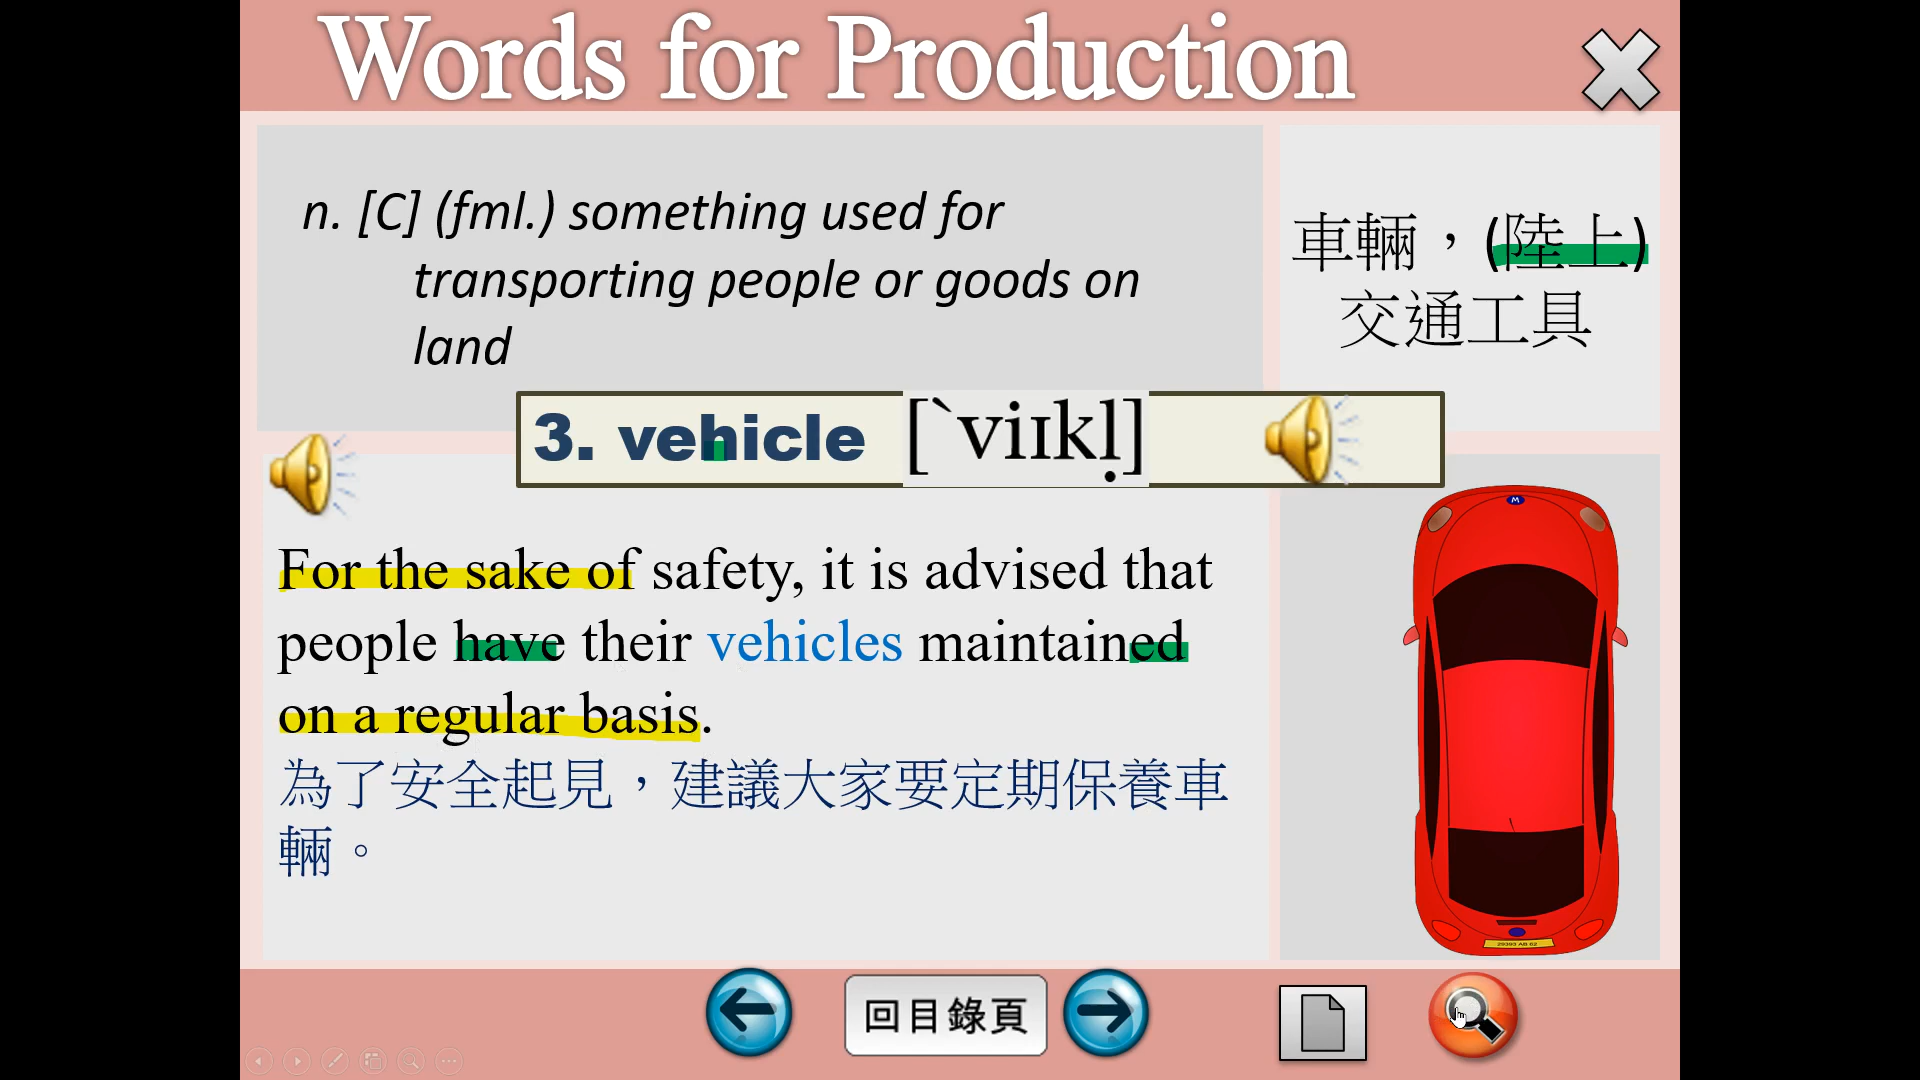 Words for Production
n. [C] (fml.) something used for
transporting people or goods on
land
車輛，(陸上)
交通工具
3. vehicle [`viɪkḷ]
For the sake of safety, it is advised that
people have their vehicles maintained
on a regular basis.
為了安全起見，建議大家要定期保養車
輛。
M
回目錄頁